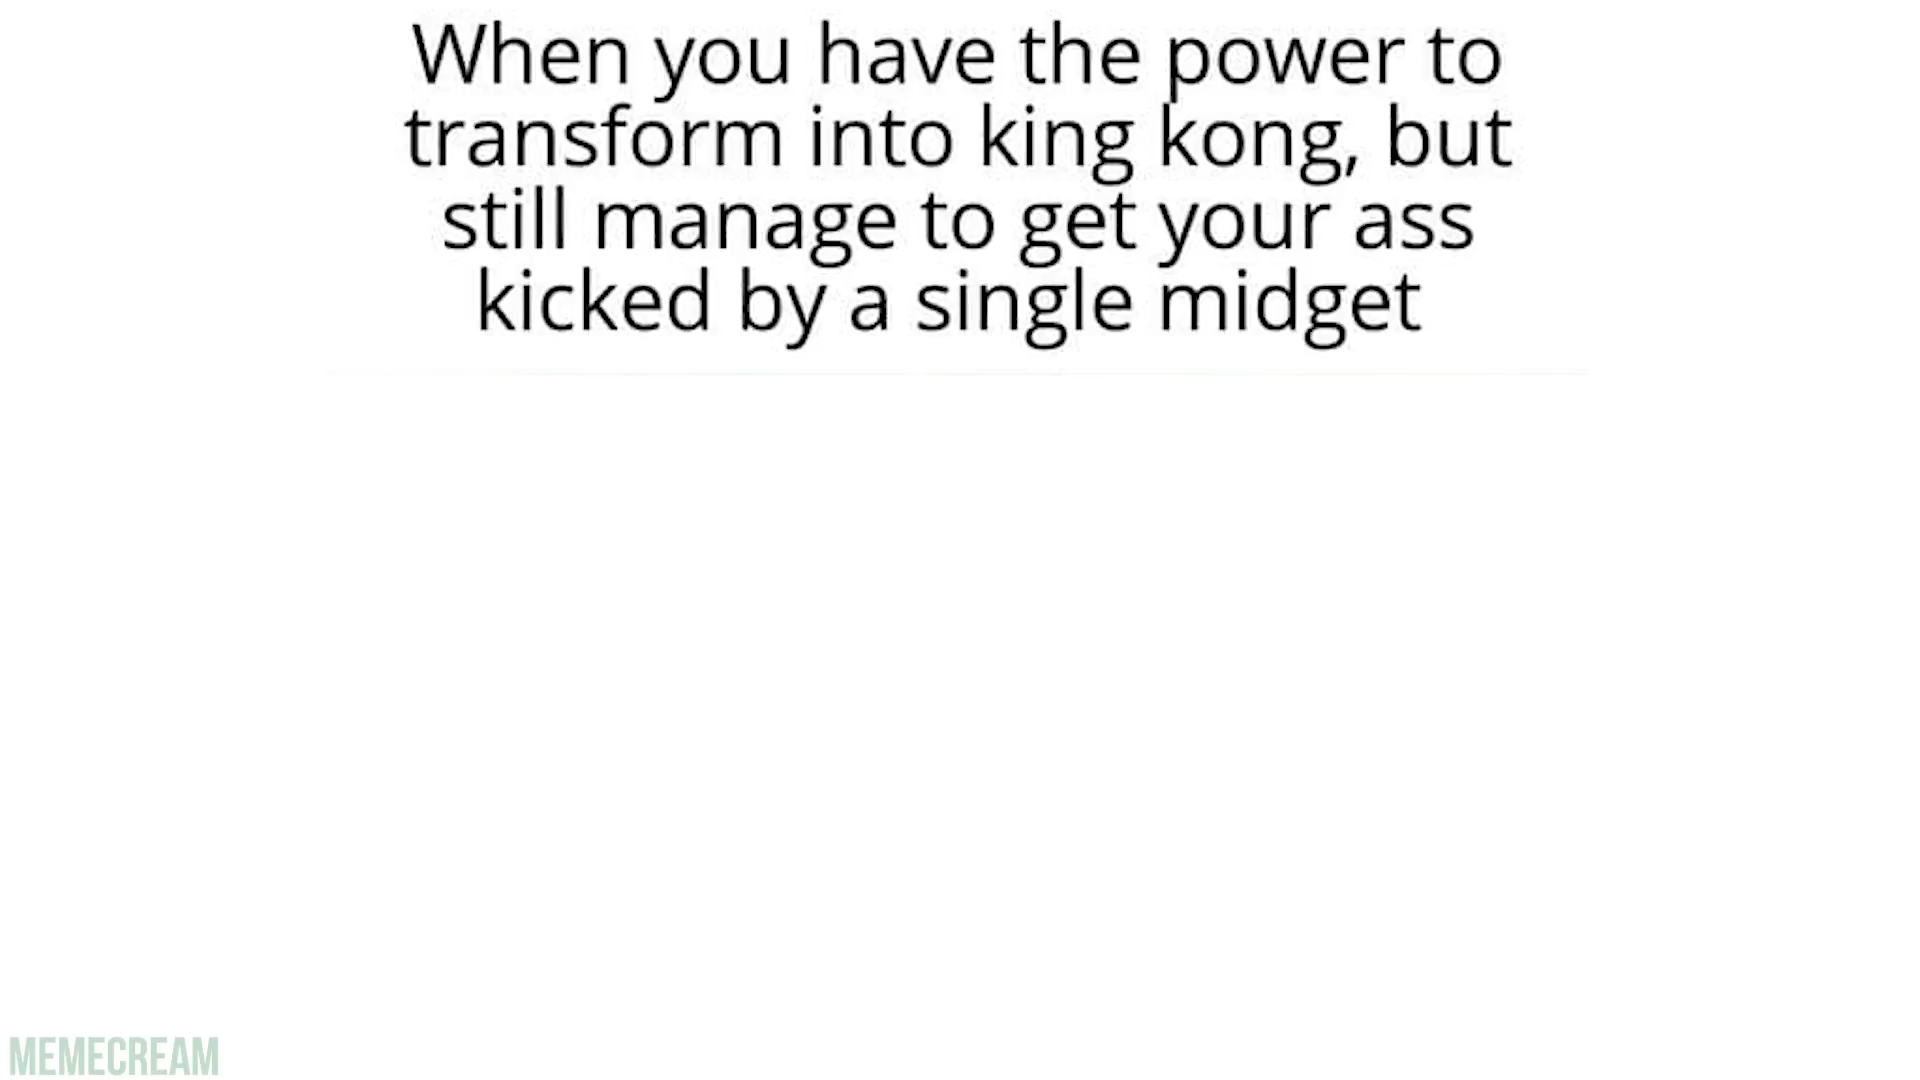 When you have the power to
transform into king kong, but
still manage to get your ass
kicked by a single midget
MEMECREAM